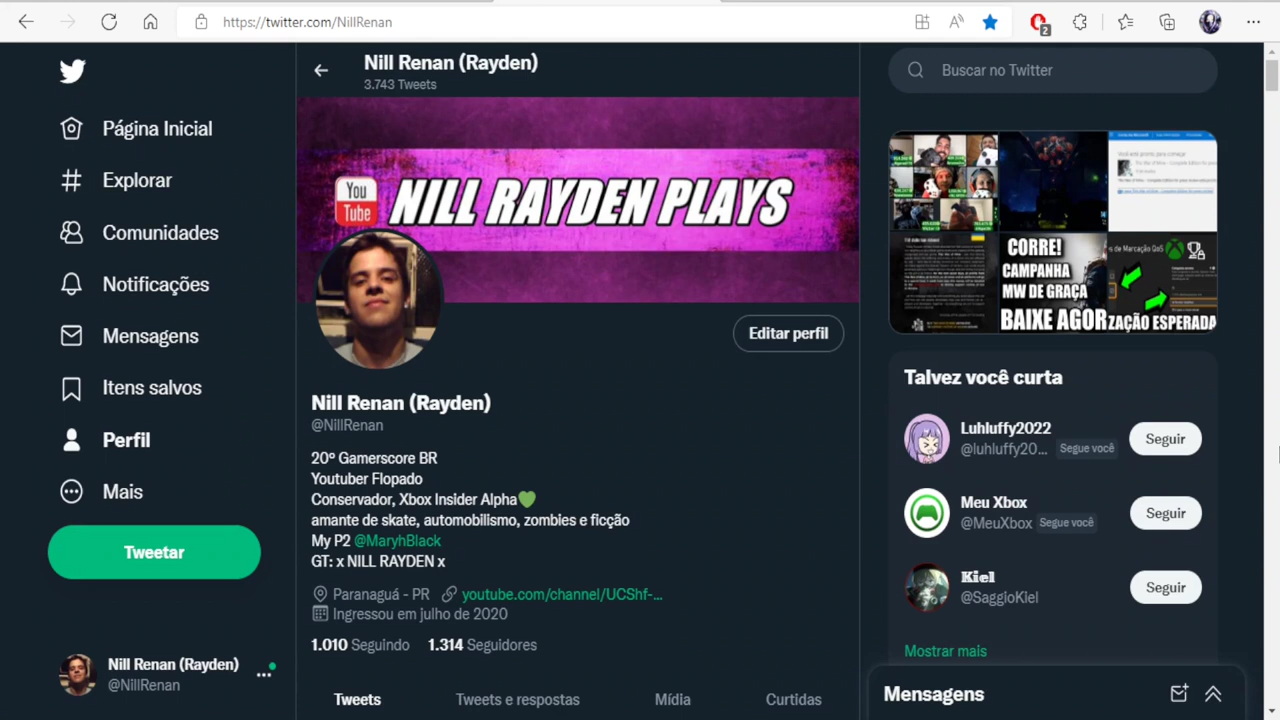 https://twitter.com/NillRenan
2
Nill Renan (Rayden)
3.743 Tweets
Página Inicial
Explorar
Comunidades
Notificações
Mensagens
Itens salvos
Perfil
Mais
Tweetar
Nill Renan (Rayden)
@NillRenan
You
Tube
NILL RAYDEN PLAYS
Editar perfil
Nill Renan (Rayden)
@NillRenan
20º Gamerscore BR
Youtuber Flopado
Conservador, Xbox Insider Alpha💚
amante de skate, automobilismo, zombies e ficção
My P2 @MaryhBlack
GT: x NILL RAYDEN x
Paranaguá - PR youtube.com/channel/UCShf-...
Ingressou em julho de 2020
1.010 Seguindo 1.314 Seguidores
Tweets Tweets e respostas Mídia Curtidas
Buscar no Twitter
CORRE!
CAMPANHA
MW DE GRAÇA
BAIXE AGOR
s de Marcação QoS
ZAÇÃO ESPERADA
Talvez você curta
Luhluffy2022
@luhluffy20... Segue você
Seguir
Meu Xbox
@MeuXbox Segue você
Seguir
Kiel
@SaggioKiel
Seguir
Mostrar mais
Mensagens